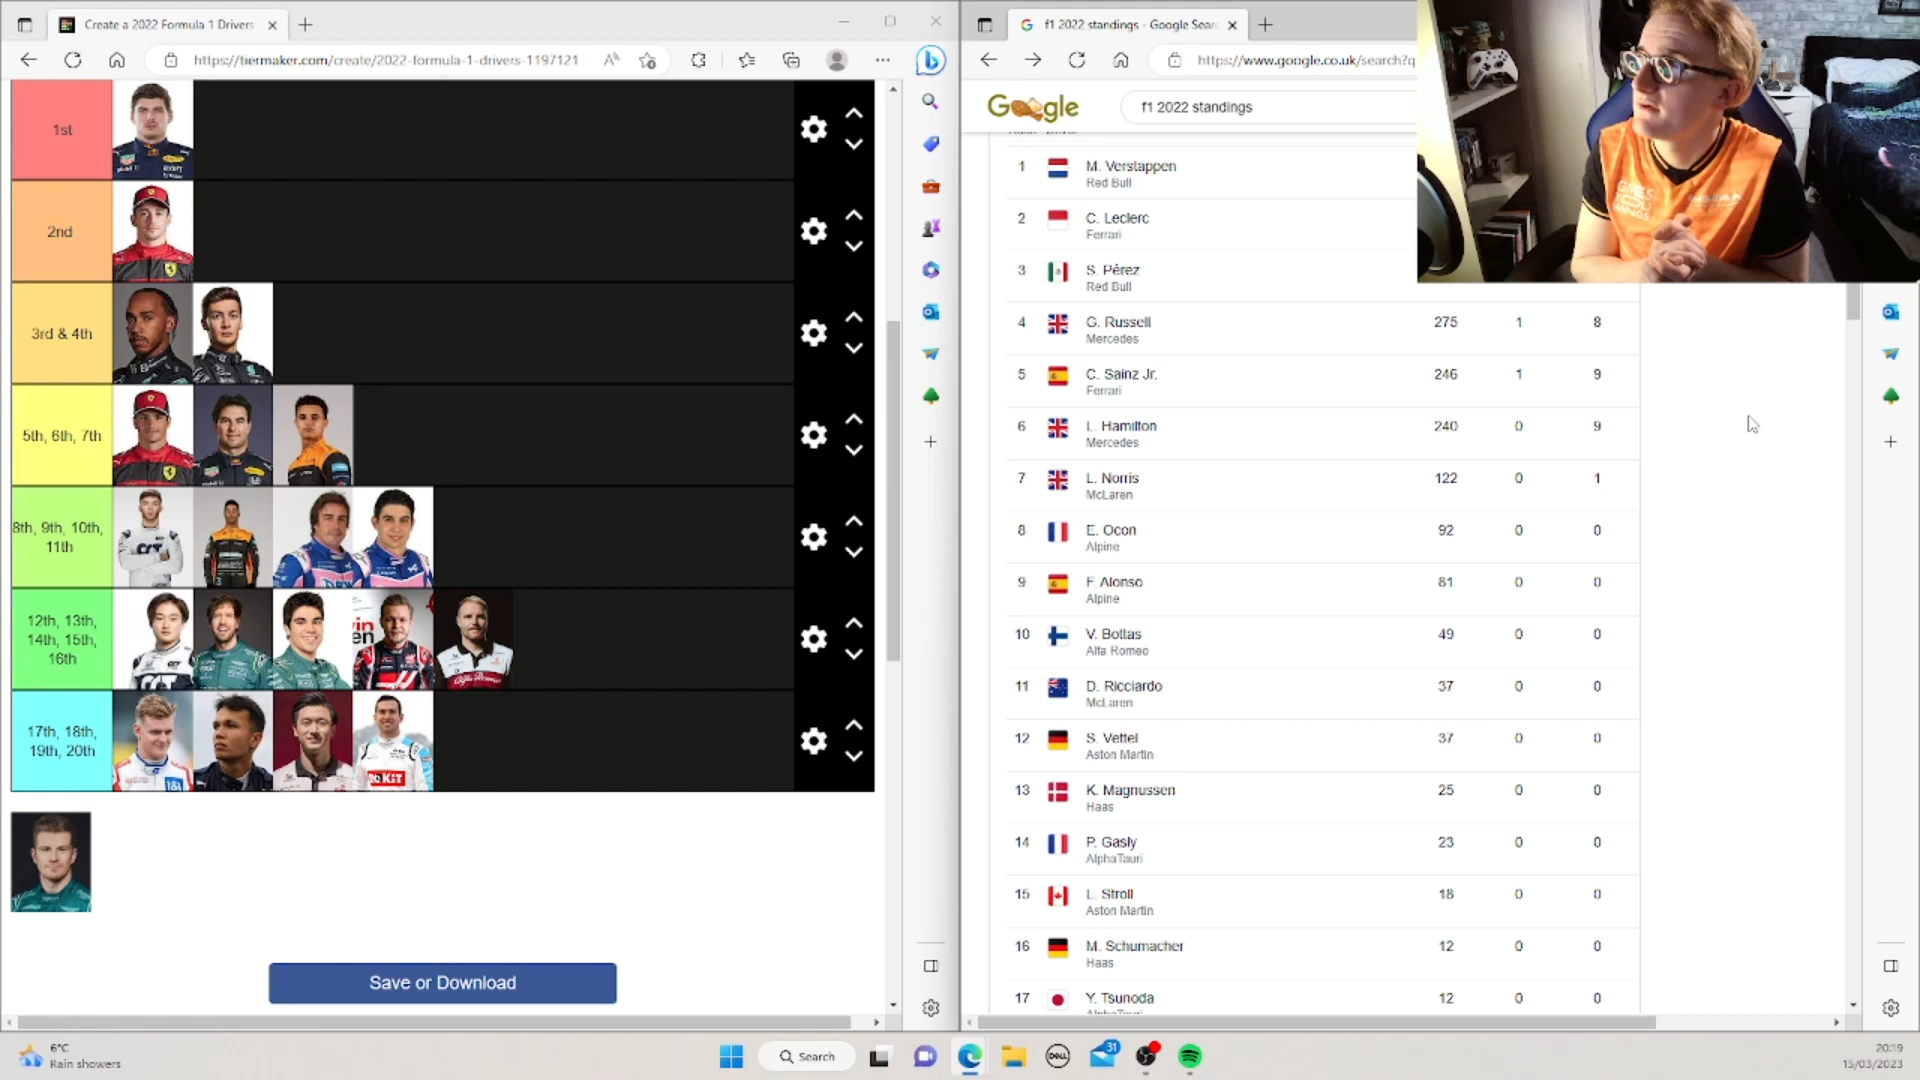 Create a 2022 Formula 1 Drivers
https://tiermaker.com/create/2022-formula-1-drivers-1197121
1st
2nd
3rd & 4th
5th, 6th, 7th
8th, 9th, 10th,
11th
12th, 13th,
14th, 15th,
16th
17th, 18th,
19th, 20th
Save or Download
f1 2022 standings - Google Sear
https://www.google.co.uk/search?q
f1 2022 standings
1 M. Verstappen
Red Bull
2 C. Leclerc
Ferrari
3 S. Pérez
Red Bull
4 G. Russell 275 1 8
Mercedes
5 C. Sainz Jr. 246 1 9
Ferrari
6 L. Hamilton 240 0 9
Mercedes
7 L. Norris 122 0 1
McLaren
8 E. Ocon 92 0 0
Alpine
9 F. Alonso 81 0 0
Alpine
10 V. Bottas 49 0 0
Alfa Romeo
11 D. Ricciardo 37 0 0
McLaren
12 S. Vettel 37 0 0
Aston Martin
13 K. Magnussen 25 0 0
Haas
14 P. Gasly 23 0 0
AlphaTauri
15 L. Stroll 18 0 0
Aston Martin
16 M. Schumacher 12 0 0
Haas
17 Y. Tsunoda 12 0 0
AlphaTauri
6°C
Rain showers
Search
DELL
31
20:19
15/03/2023